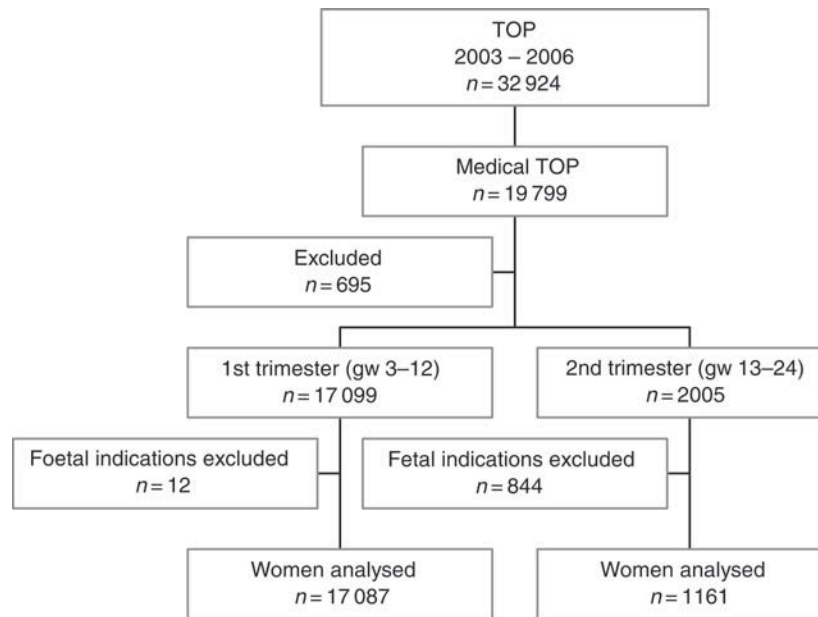 TOP
2003 – 2006
n = 32 924
Medical TOP
n = 19 799
Excluded
n = 695
1st trimester (gw 3–12)
n = 17 099
2nd trimester (gw 13–24)
n = 2005
Foetal indications excluded
n = 12
Fetal indications excluded
n = 844
Women analysed
n = 17 087
Women analysed
n = 1161